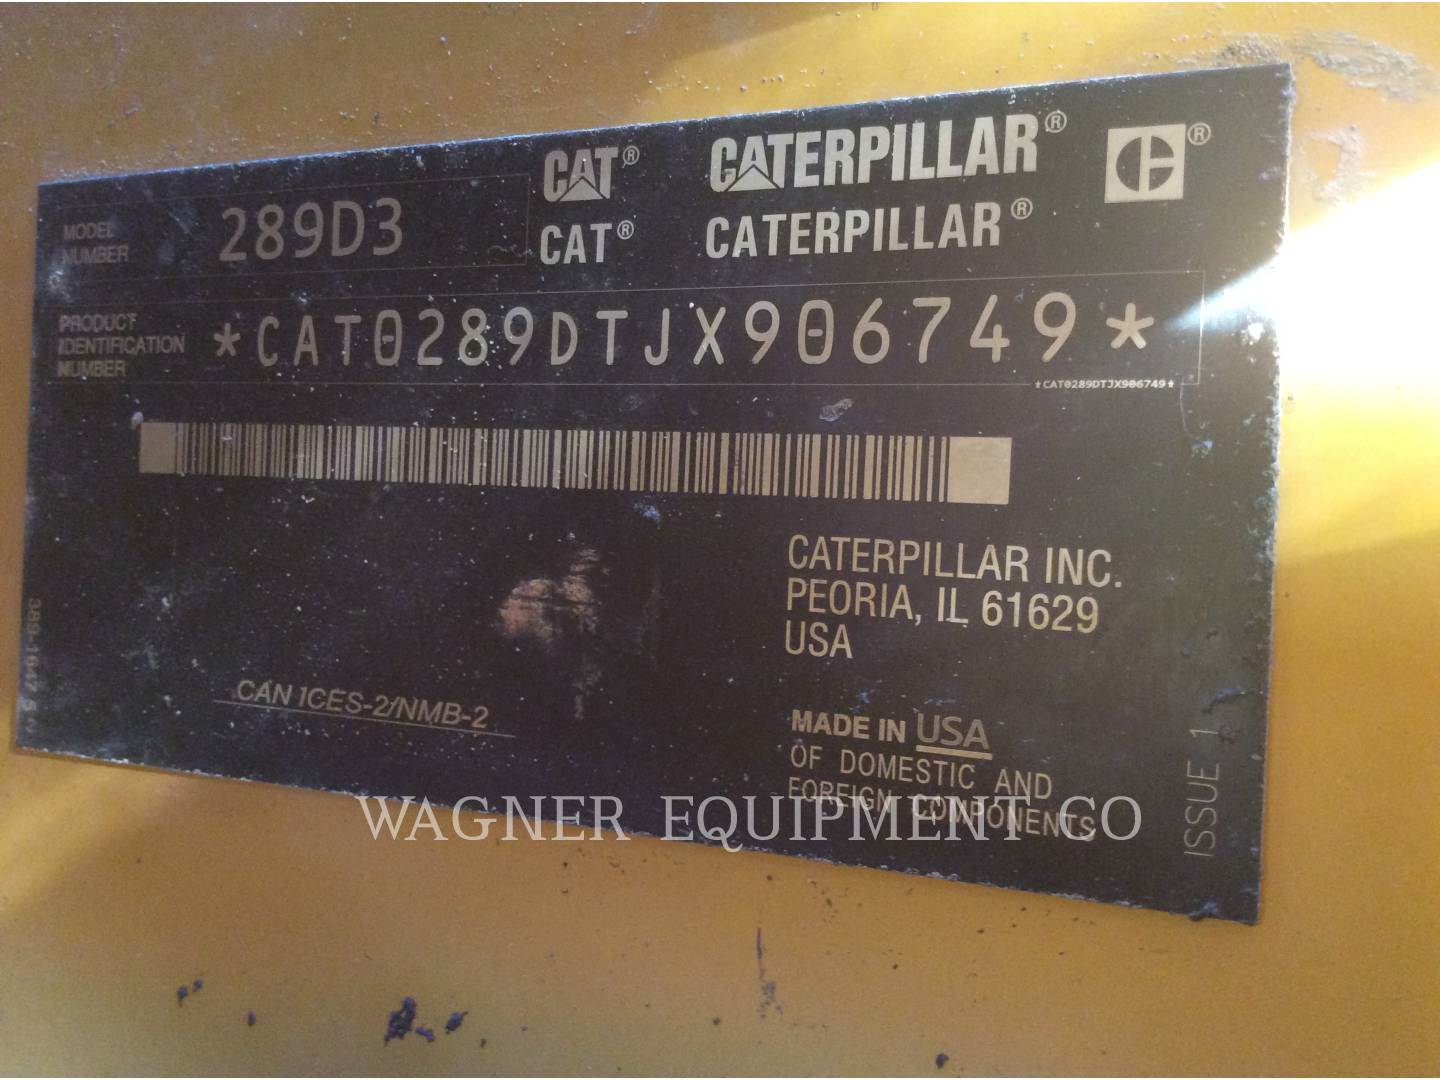 CAT® CATERPILLAR® ®
MODEL NUMBER 289D3 CAT® CATERPILLAR®
PRODUCT IDENTIFICATION NUMBER *CAT0289DTJX906749*
*CAT0289DTJX906749*
CATERPILLAR INC.
PEORIA, IL 61629
USA
CAN ICES-2/NMB-2
MADE IN USA
OF DOMESTIC AND
FOREIGN COMPONENTS
ISSUE 1
WAGNER EQUIPMENT CO